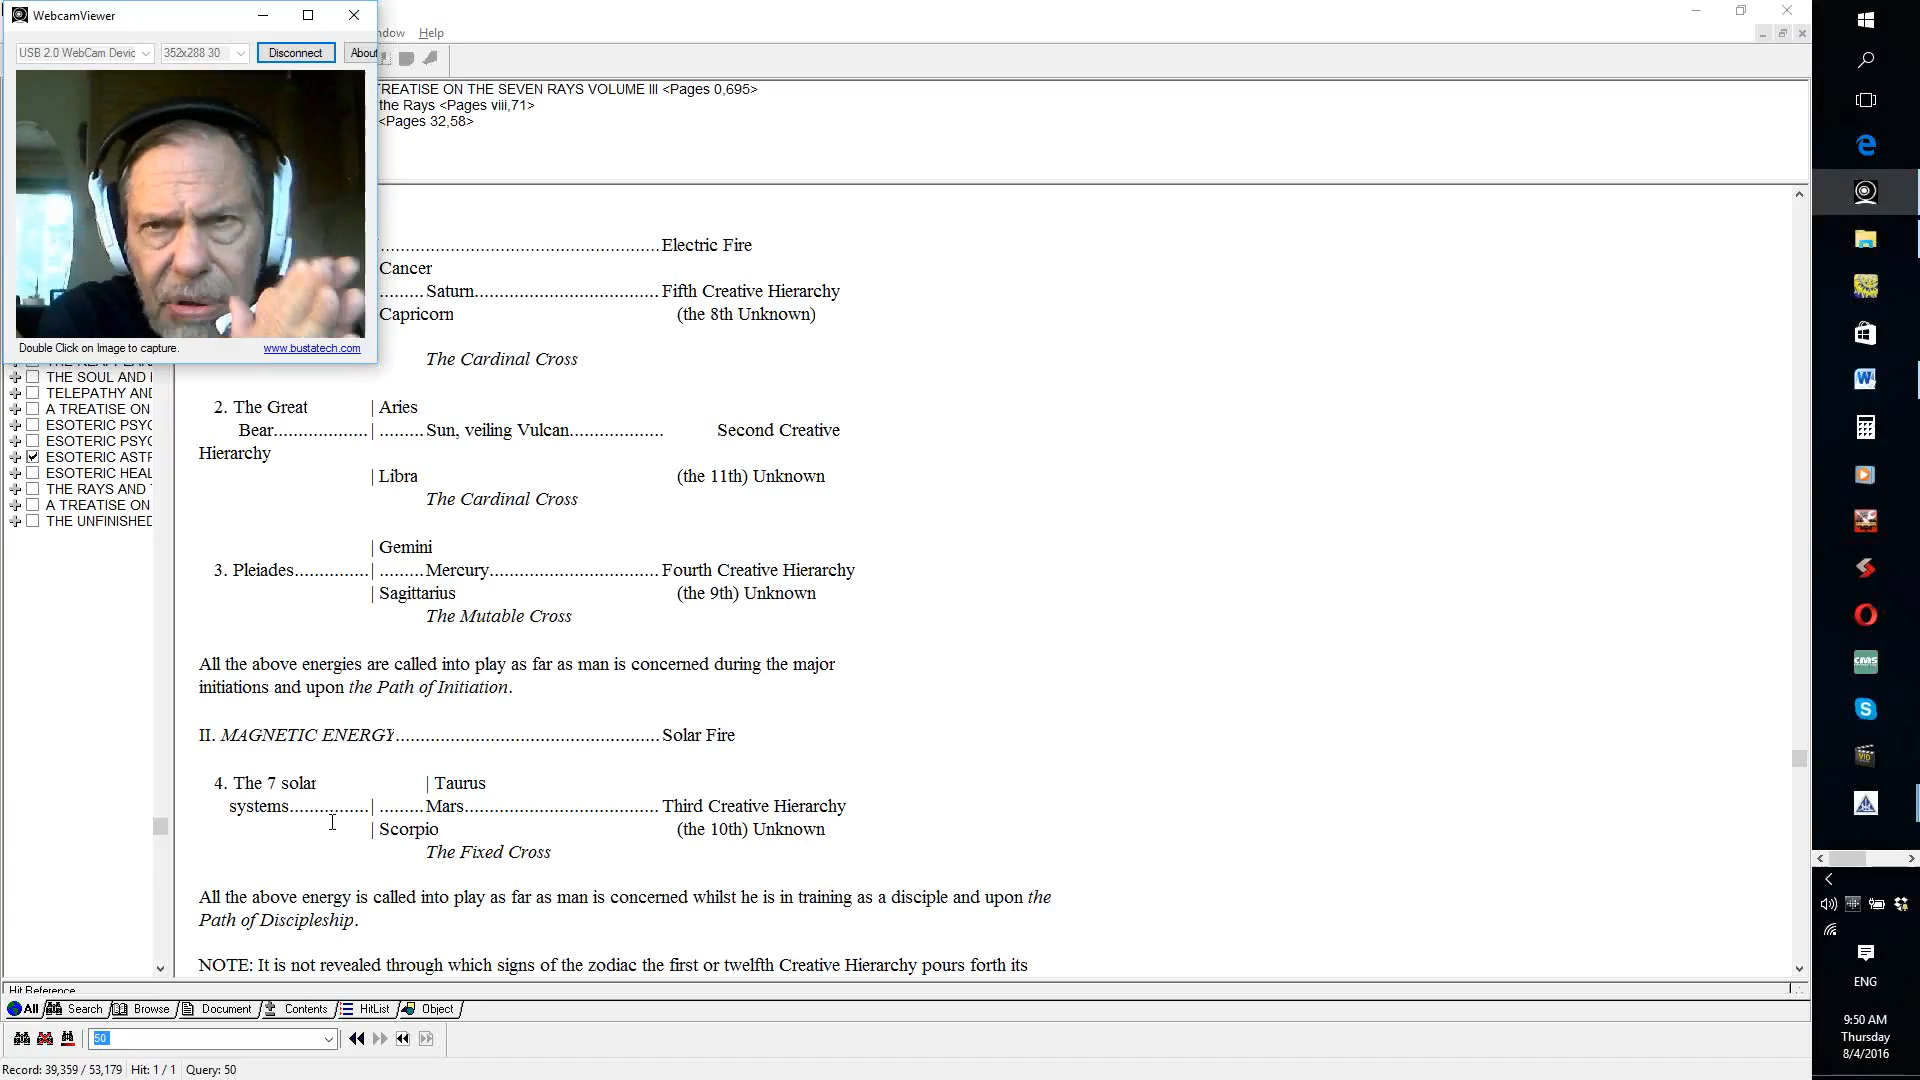 WebcamViewer
USB 2.0 WebCam Devic 352x288 30 Disconnect About
Double Click on Image to capture. www.bustatech.com
ndow Help
TREATISE ON THE SEVEN RAYS VOLUME III <Pages 0,695>
the Rays <Pages viii,71>
<Pages 32,58>
THE SOUL AND
TELEPATHY AND
A TREATISE ON
ESOTERIC PSYC
ESOTERIC PSYC
ESOTERIC ASTR
ESOTERIC HEAL
THE RAYS AND
A TREATISE ON
THE UNFINISHED
........................................................Electric Fire
Cancer
.........Saturn.....................................Fifth Creative Hierarchy
Capricorn (the 8th Unknown)
The Cardinal Cross
2. The Great | Aries
Bear...................| .........Sun, veiling Vulcan................... Second Creative
Hierarchy
| Libra (the 11th) Unknown
The Cardinal Cross
| Gemini
3. Pleiades...............| .........Mercury..................................Fourth Creative Hierarchy
| Sagittarius (the 9th) Unknown
The Mutable Cross
All the above energies are called into play as far as man is concerned during the major
initiations and upon the Path of Initiation.
II. MAGNETIC ENERGY.....................................................Solar Fire
4. The 7 solar | Taurus
systems................| .........Mars.......................................Third Creative Hierarchy
| Scorpio (the 10th) Unknown
The Fixed Cross
All the above energy is called into play as far as man is concerned whilst he is in training as a disciple and upon the
Path of Discipleship.
NOTE: It is not revealed through which signs of the zodiac the first or twelfth Creative Hierarchy pours forth its
Hit Reference
All Search Browse Document Contents HitList Object
50
Record: 39,359 / 53,179 Hit: 1 / 1 Query: 50
CMS
VID
ENG
9:50 AM
Thursday
8/4/2016